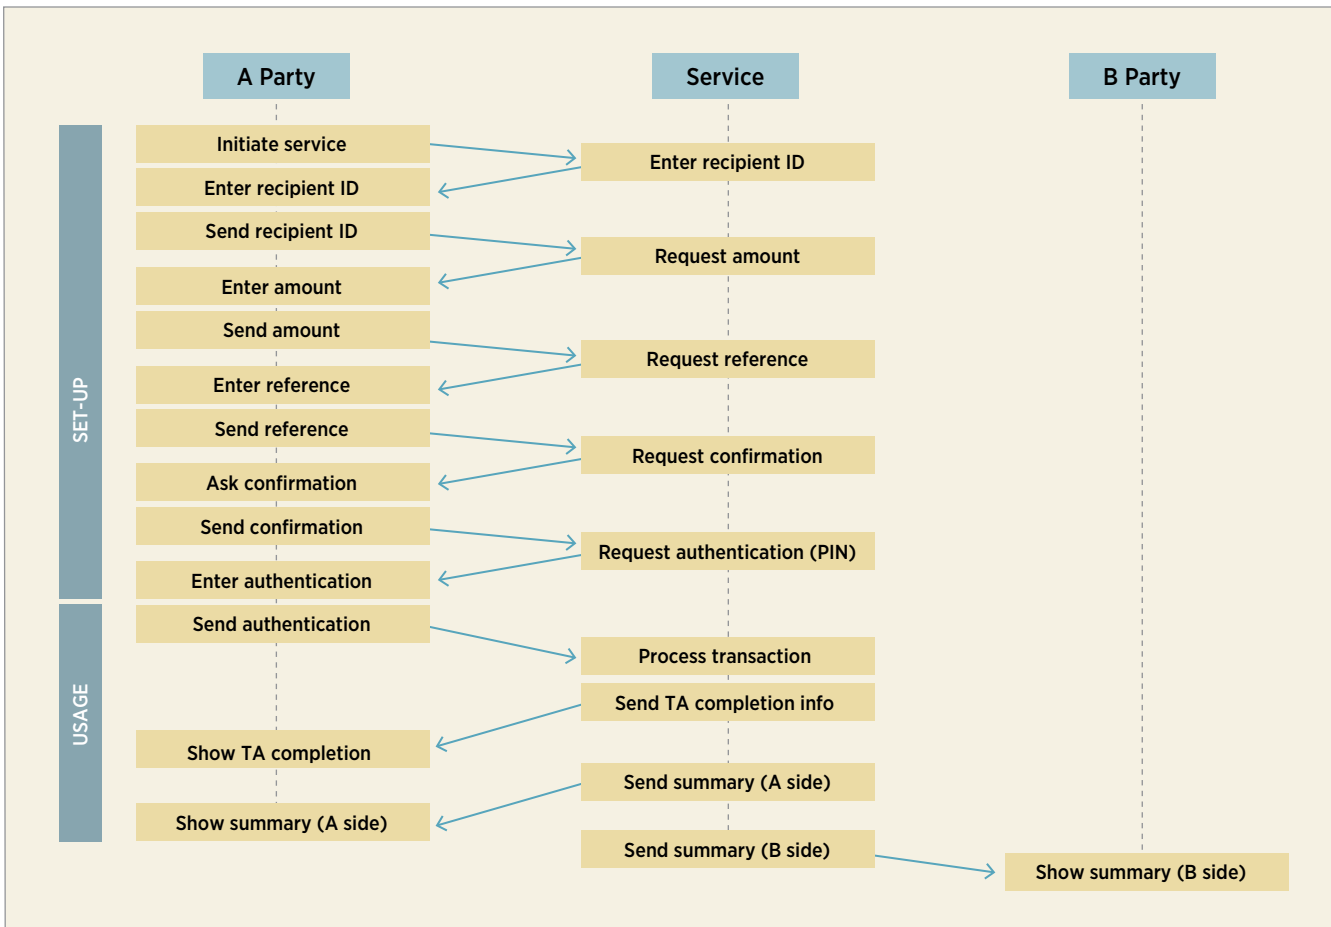 A Party
Service
B Party
SET-UP
Initiate service
Enter recipient ID
Enter recipient ID
Send recipient ID
Request amount
Enter amount
Send amount
Request reference
Enter reference
Send reference
Request confirmation
Ask confirmation
Send confirmation
Request authentication (PIN)
Enter authentication
USAGE
Send authentication
Process transaction
Send TA completion info
Show TA completion
Send summary (A side)
Show summary (A side)
Send summary (B side)
Show summary (B side)